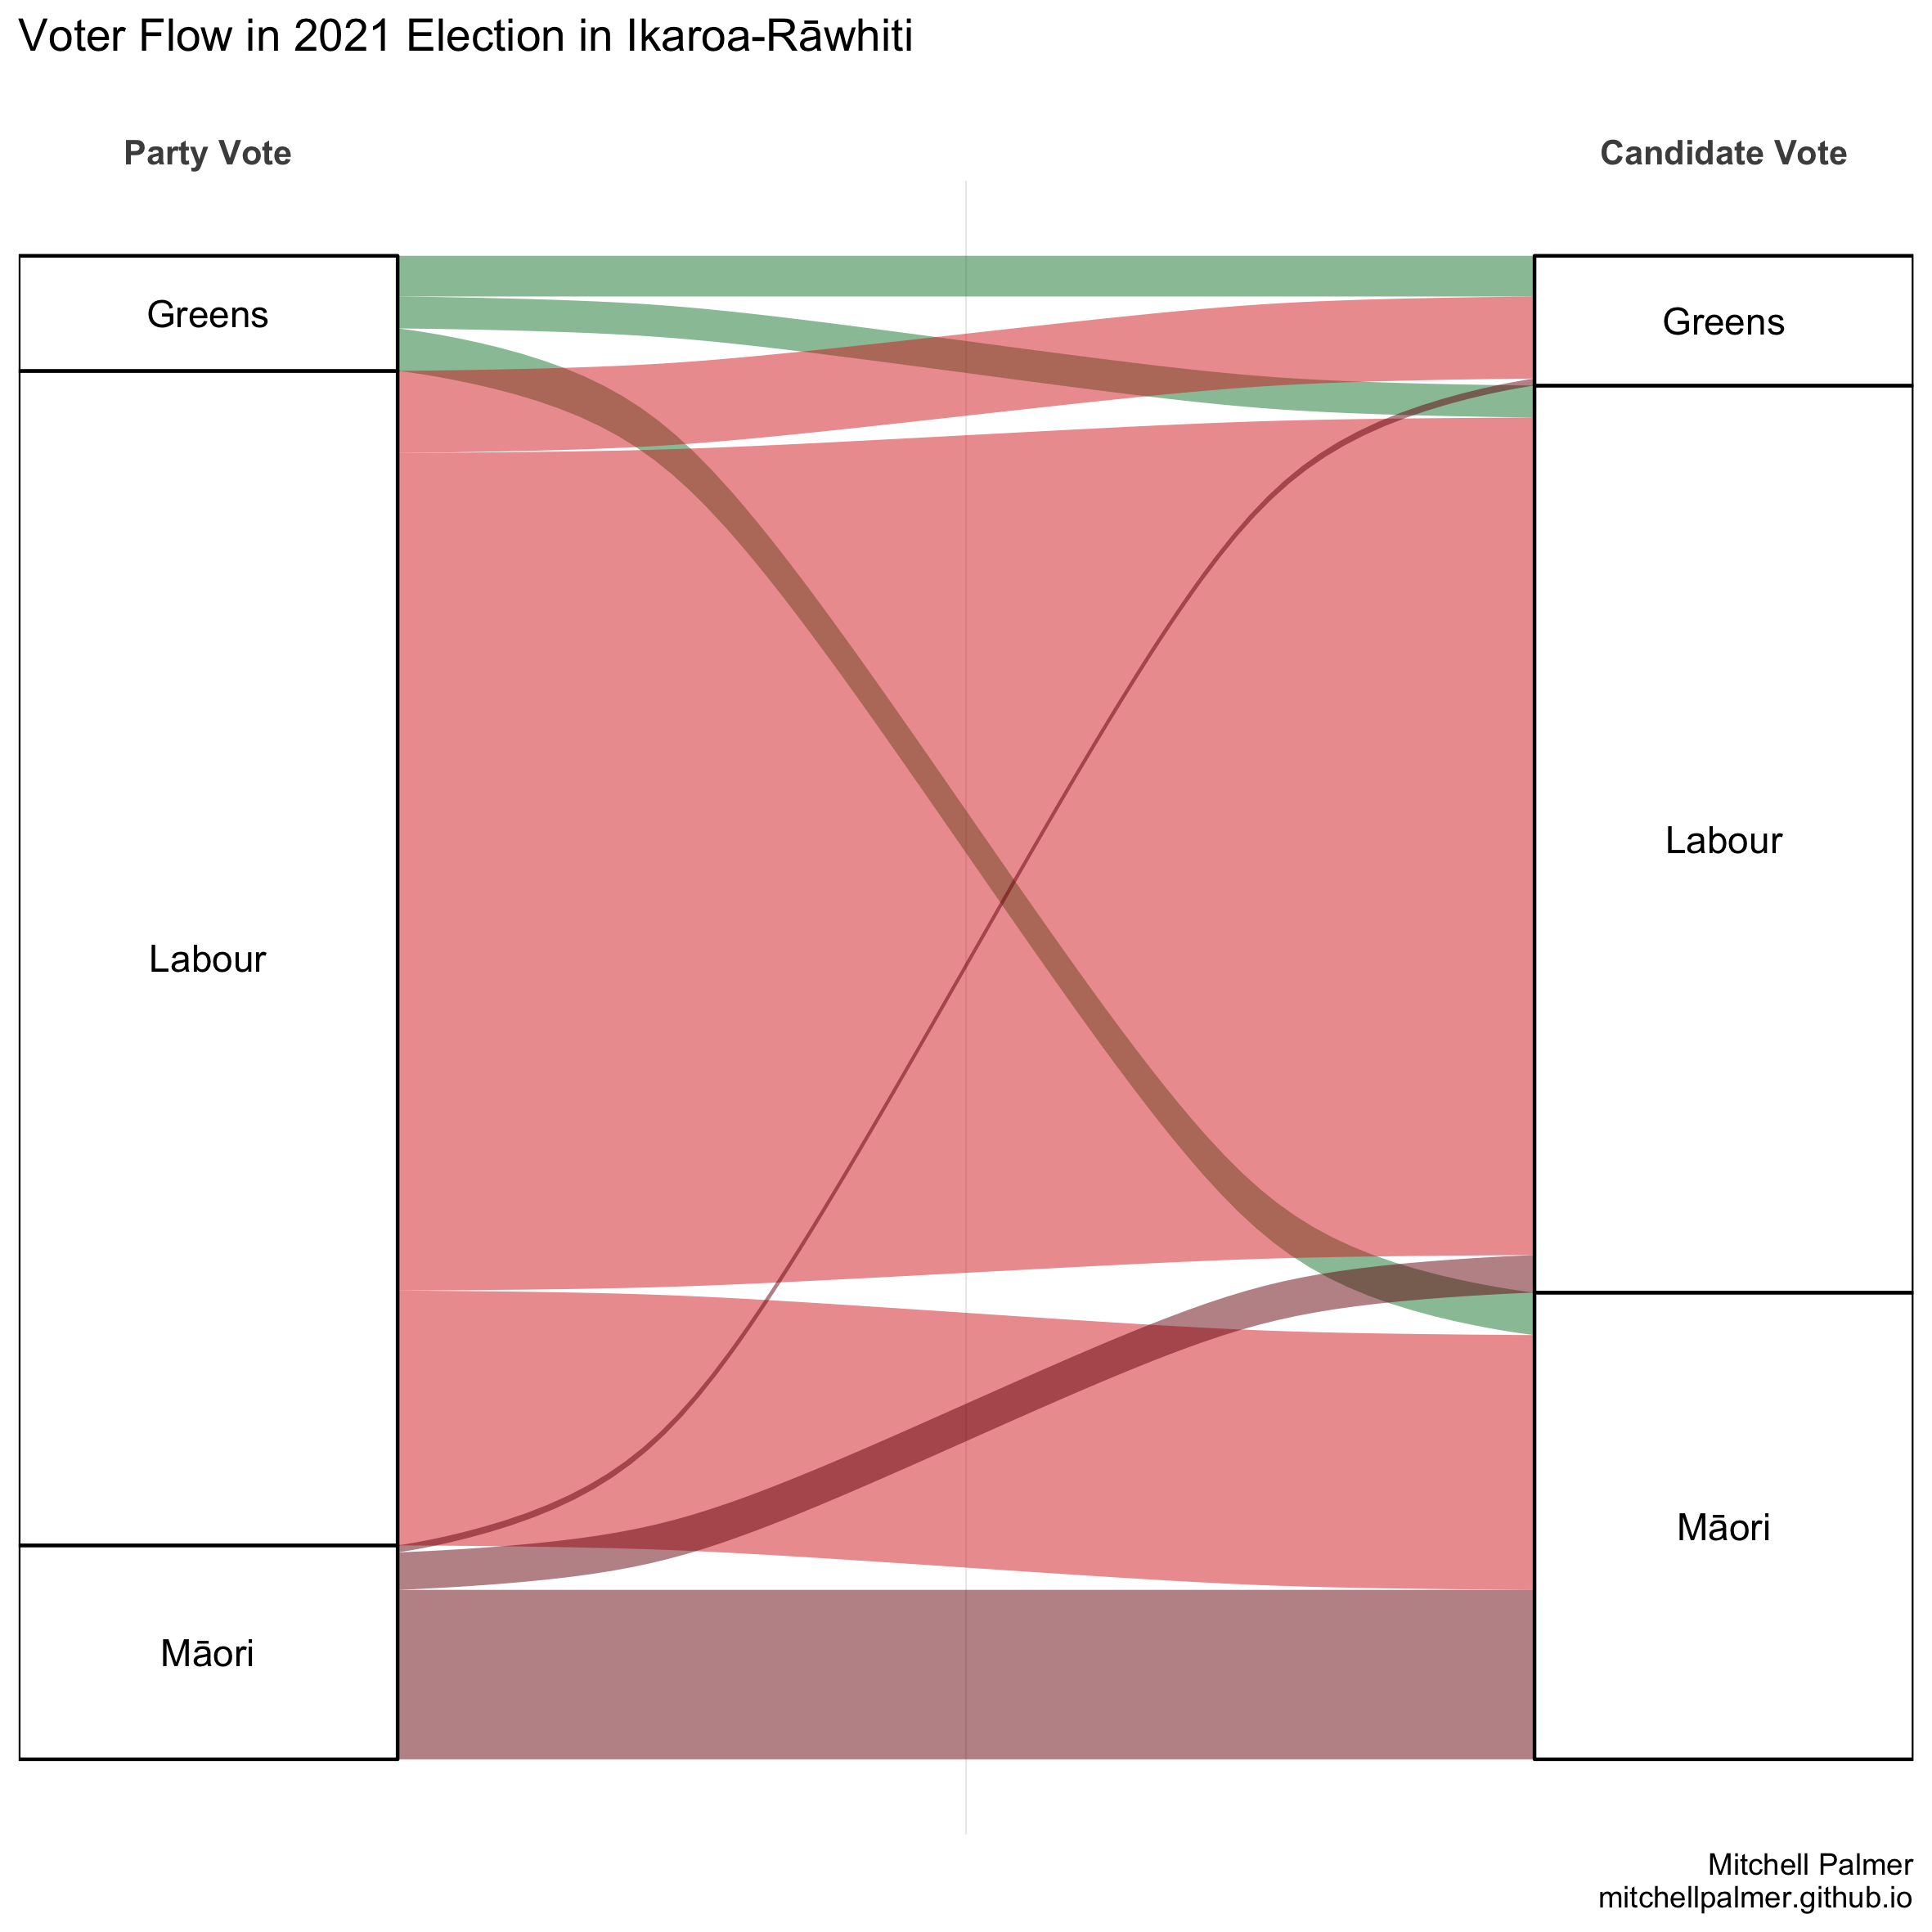 Voter Flow in 2021 Election in Ikaroa-Rāwhiti
Party Vote
Candidate Vote
Greens
Greens
Labour
Labour
Māori
Māori
Mitchell Palmer
mitchellpalmer.github.io